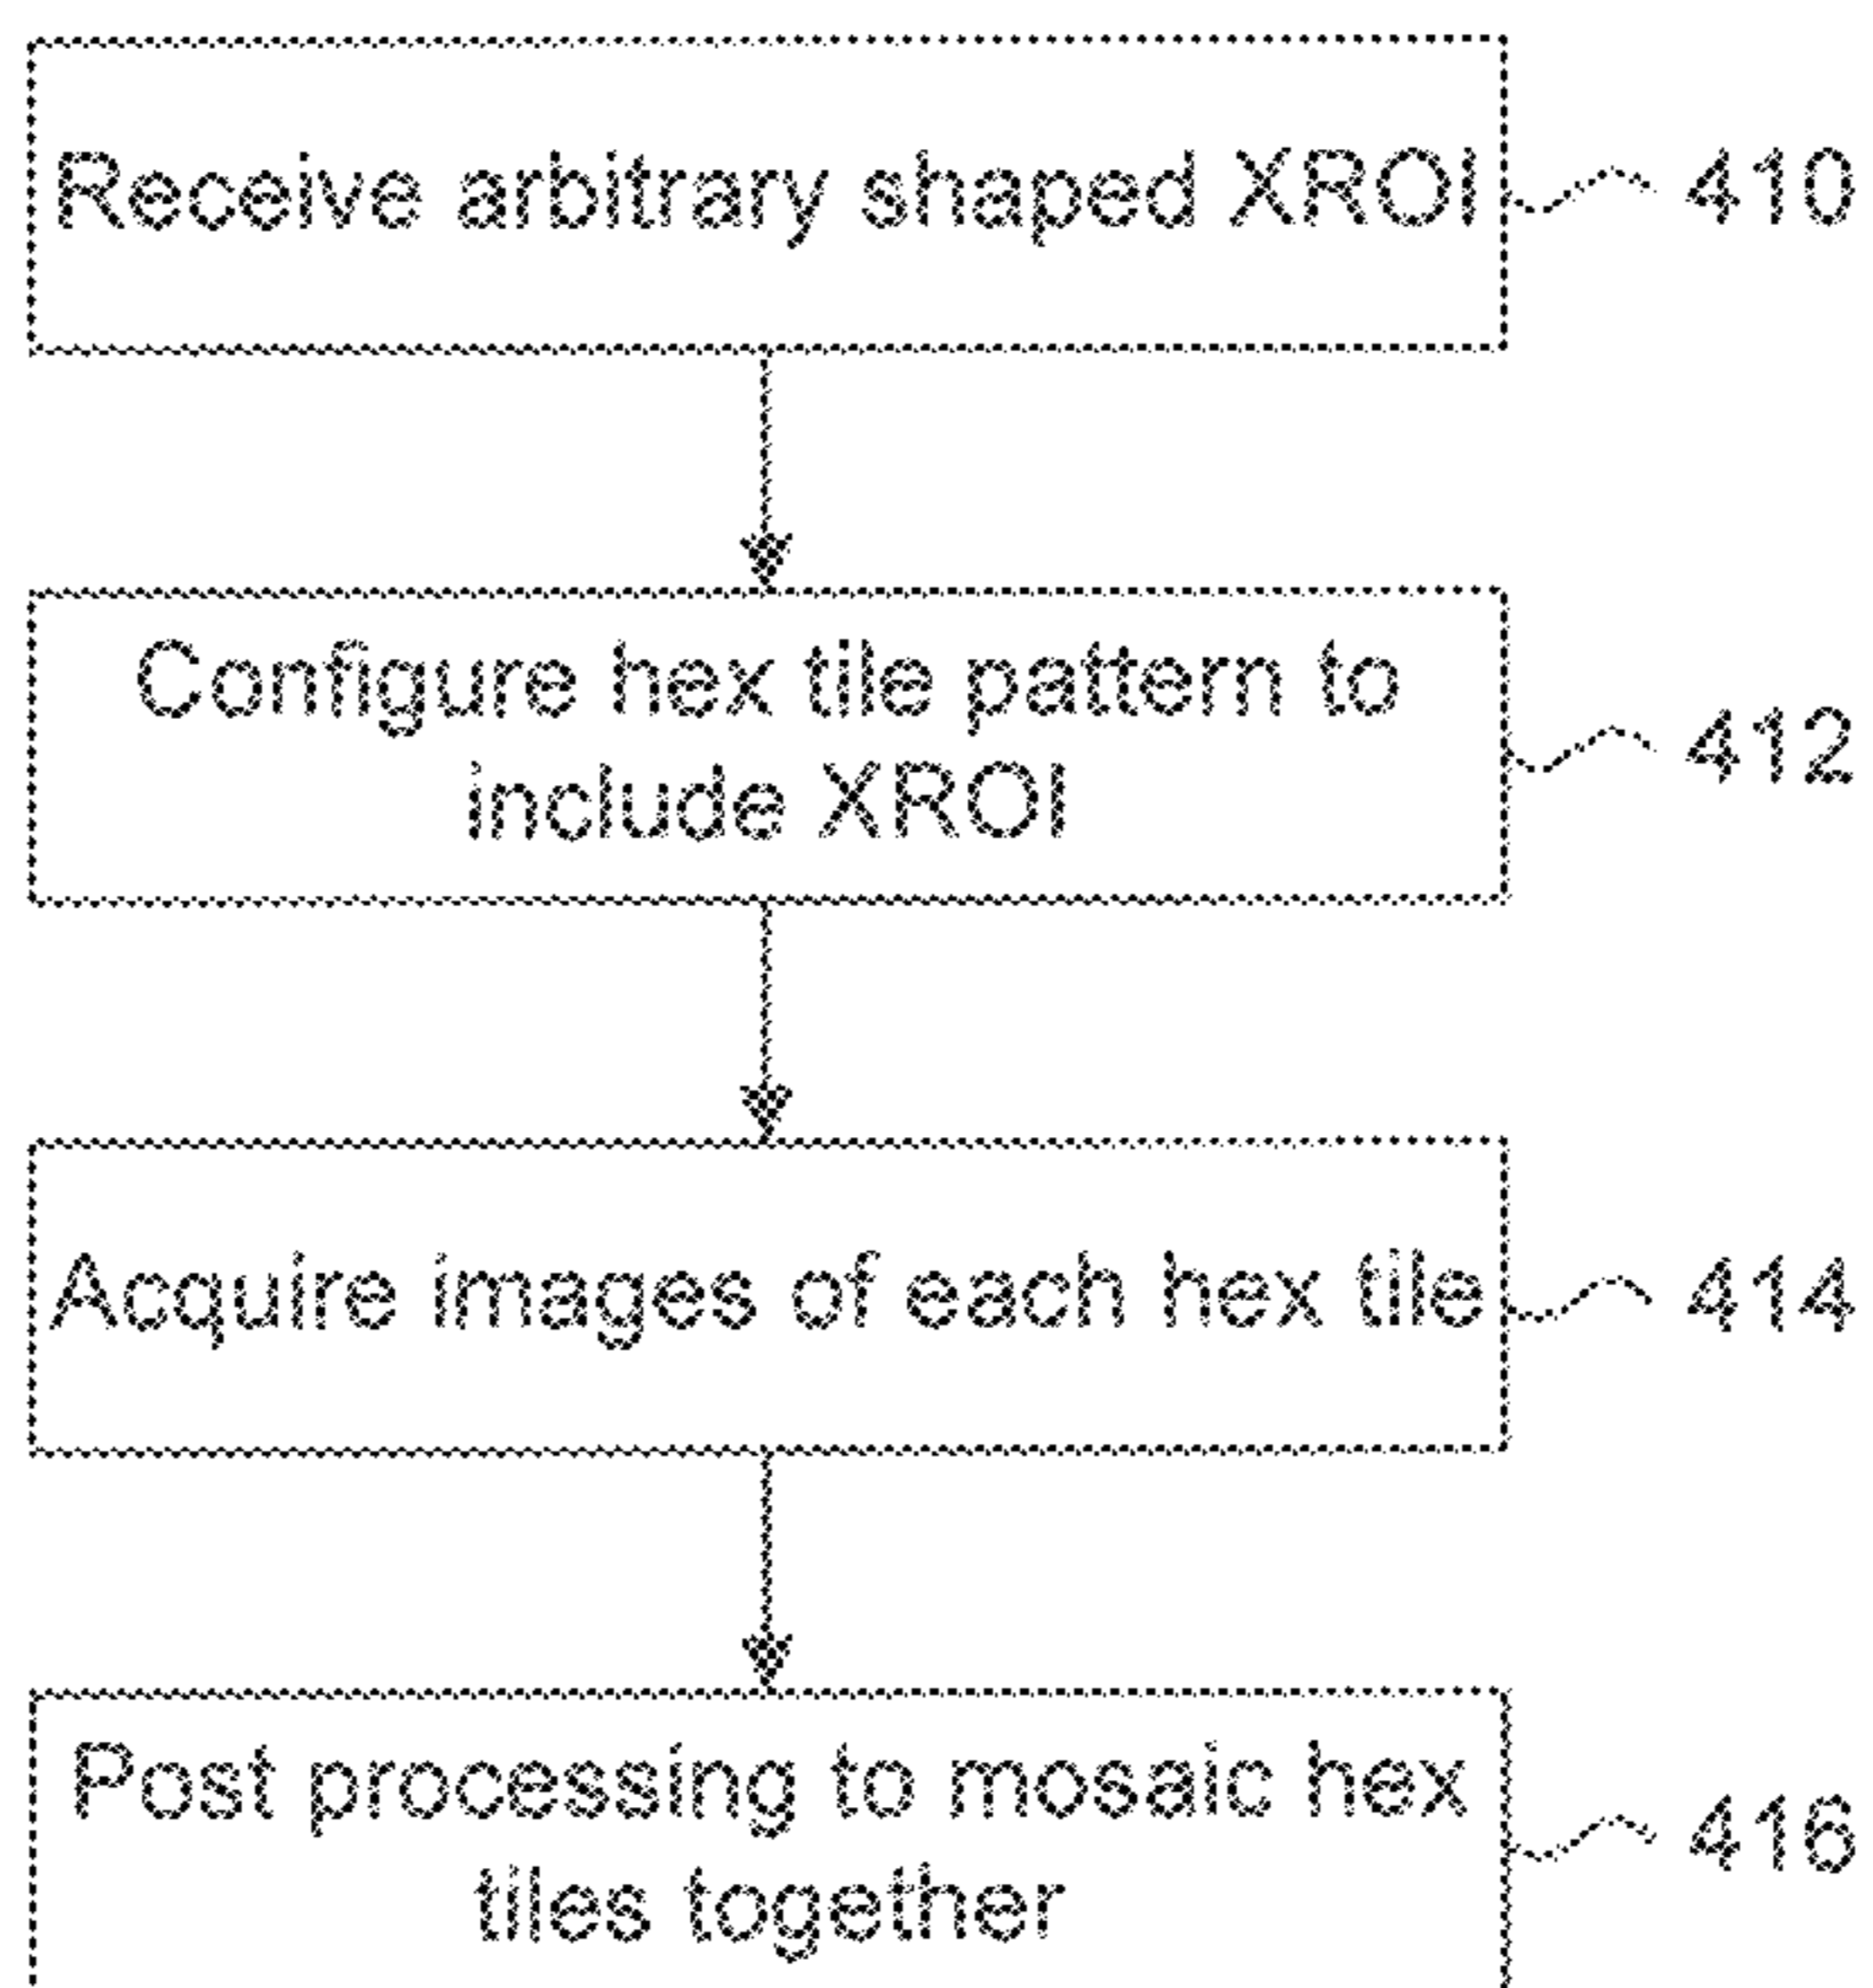 Receive arbitrary shaped XROI
410
Configure hex tile pattern to
include XROI
412
Acquire images of each hex tile
414
Post processing to mosaic hex
tiles together
416